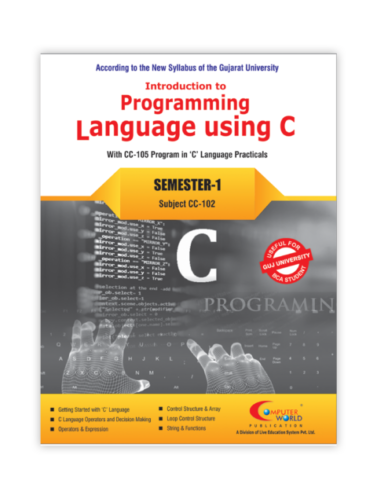 According to the New Syllabus of the Gujarat University
Introduction to
Programming
Language using C
With CC-105 Program in 'C' Language Practicals
SEMESTER-1
Subject CC-102
C
USEFUL FOR
GUJ UNIVERSITY
BCA STUDENT
PROGRAMMIN
Getting Started with 'C' Language
C Language Operators and Decision Making
Operators & Expression
Control Structure & Array
Loop Control Structure
String & Functions
COMPUTER
WORLD
PUBLICATION
A Division of Live Education System Pvt. Ltd.